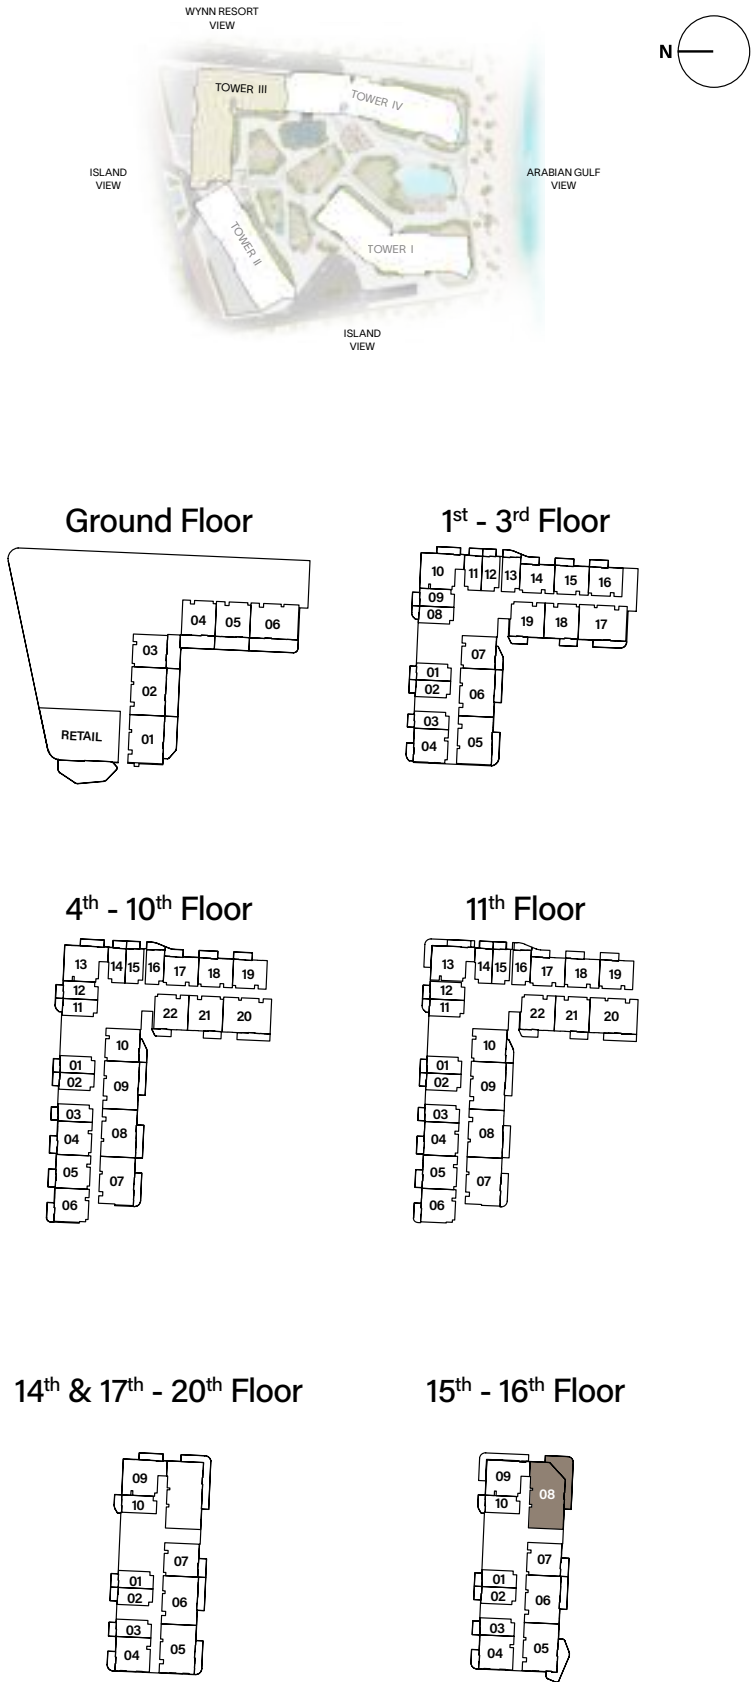 WYNN RESORT
VIEW
N
TOWER III
TOWER IV
ISLAND
VIEW
ARABIAN GULF
VIEW
TOWER II
TOWER I
ISLAND
VIEW
Ground Floor
04 05 06
03
02
01
RETAIL
1st - 3rd Floor
10 11 12 13 14 15 16
09
08
19 18 17
07
01
02
06
03
04
05
4th - 10th Floor
13 14 15 16 17 18 19
12
11
22 21 20
10
01
02
09
03
04
08
05
07
06
11th Floor
13 14 15 16 17 18 19
12
11
22 21 20
10
01
02
09
03
04
08
05
07
06
14th & 17th - 20th Floor
09
10
07
01
02
06
03
04
05
15th - 16th Floor
09
08
10
07
01
02
06
03
04
05